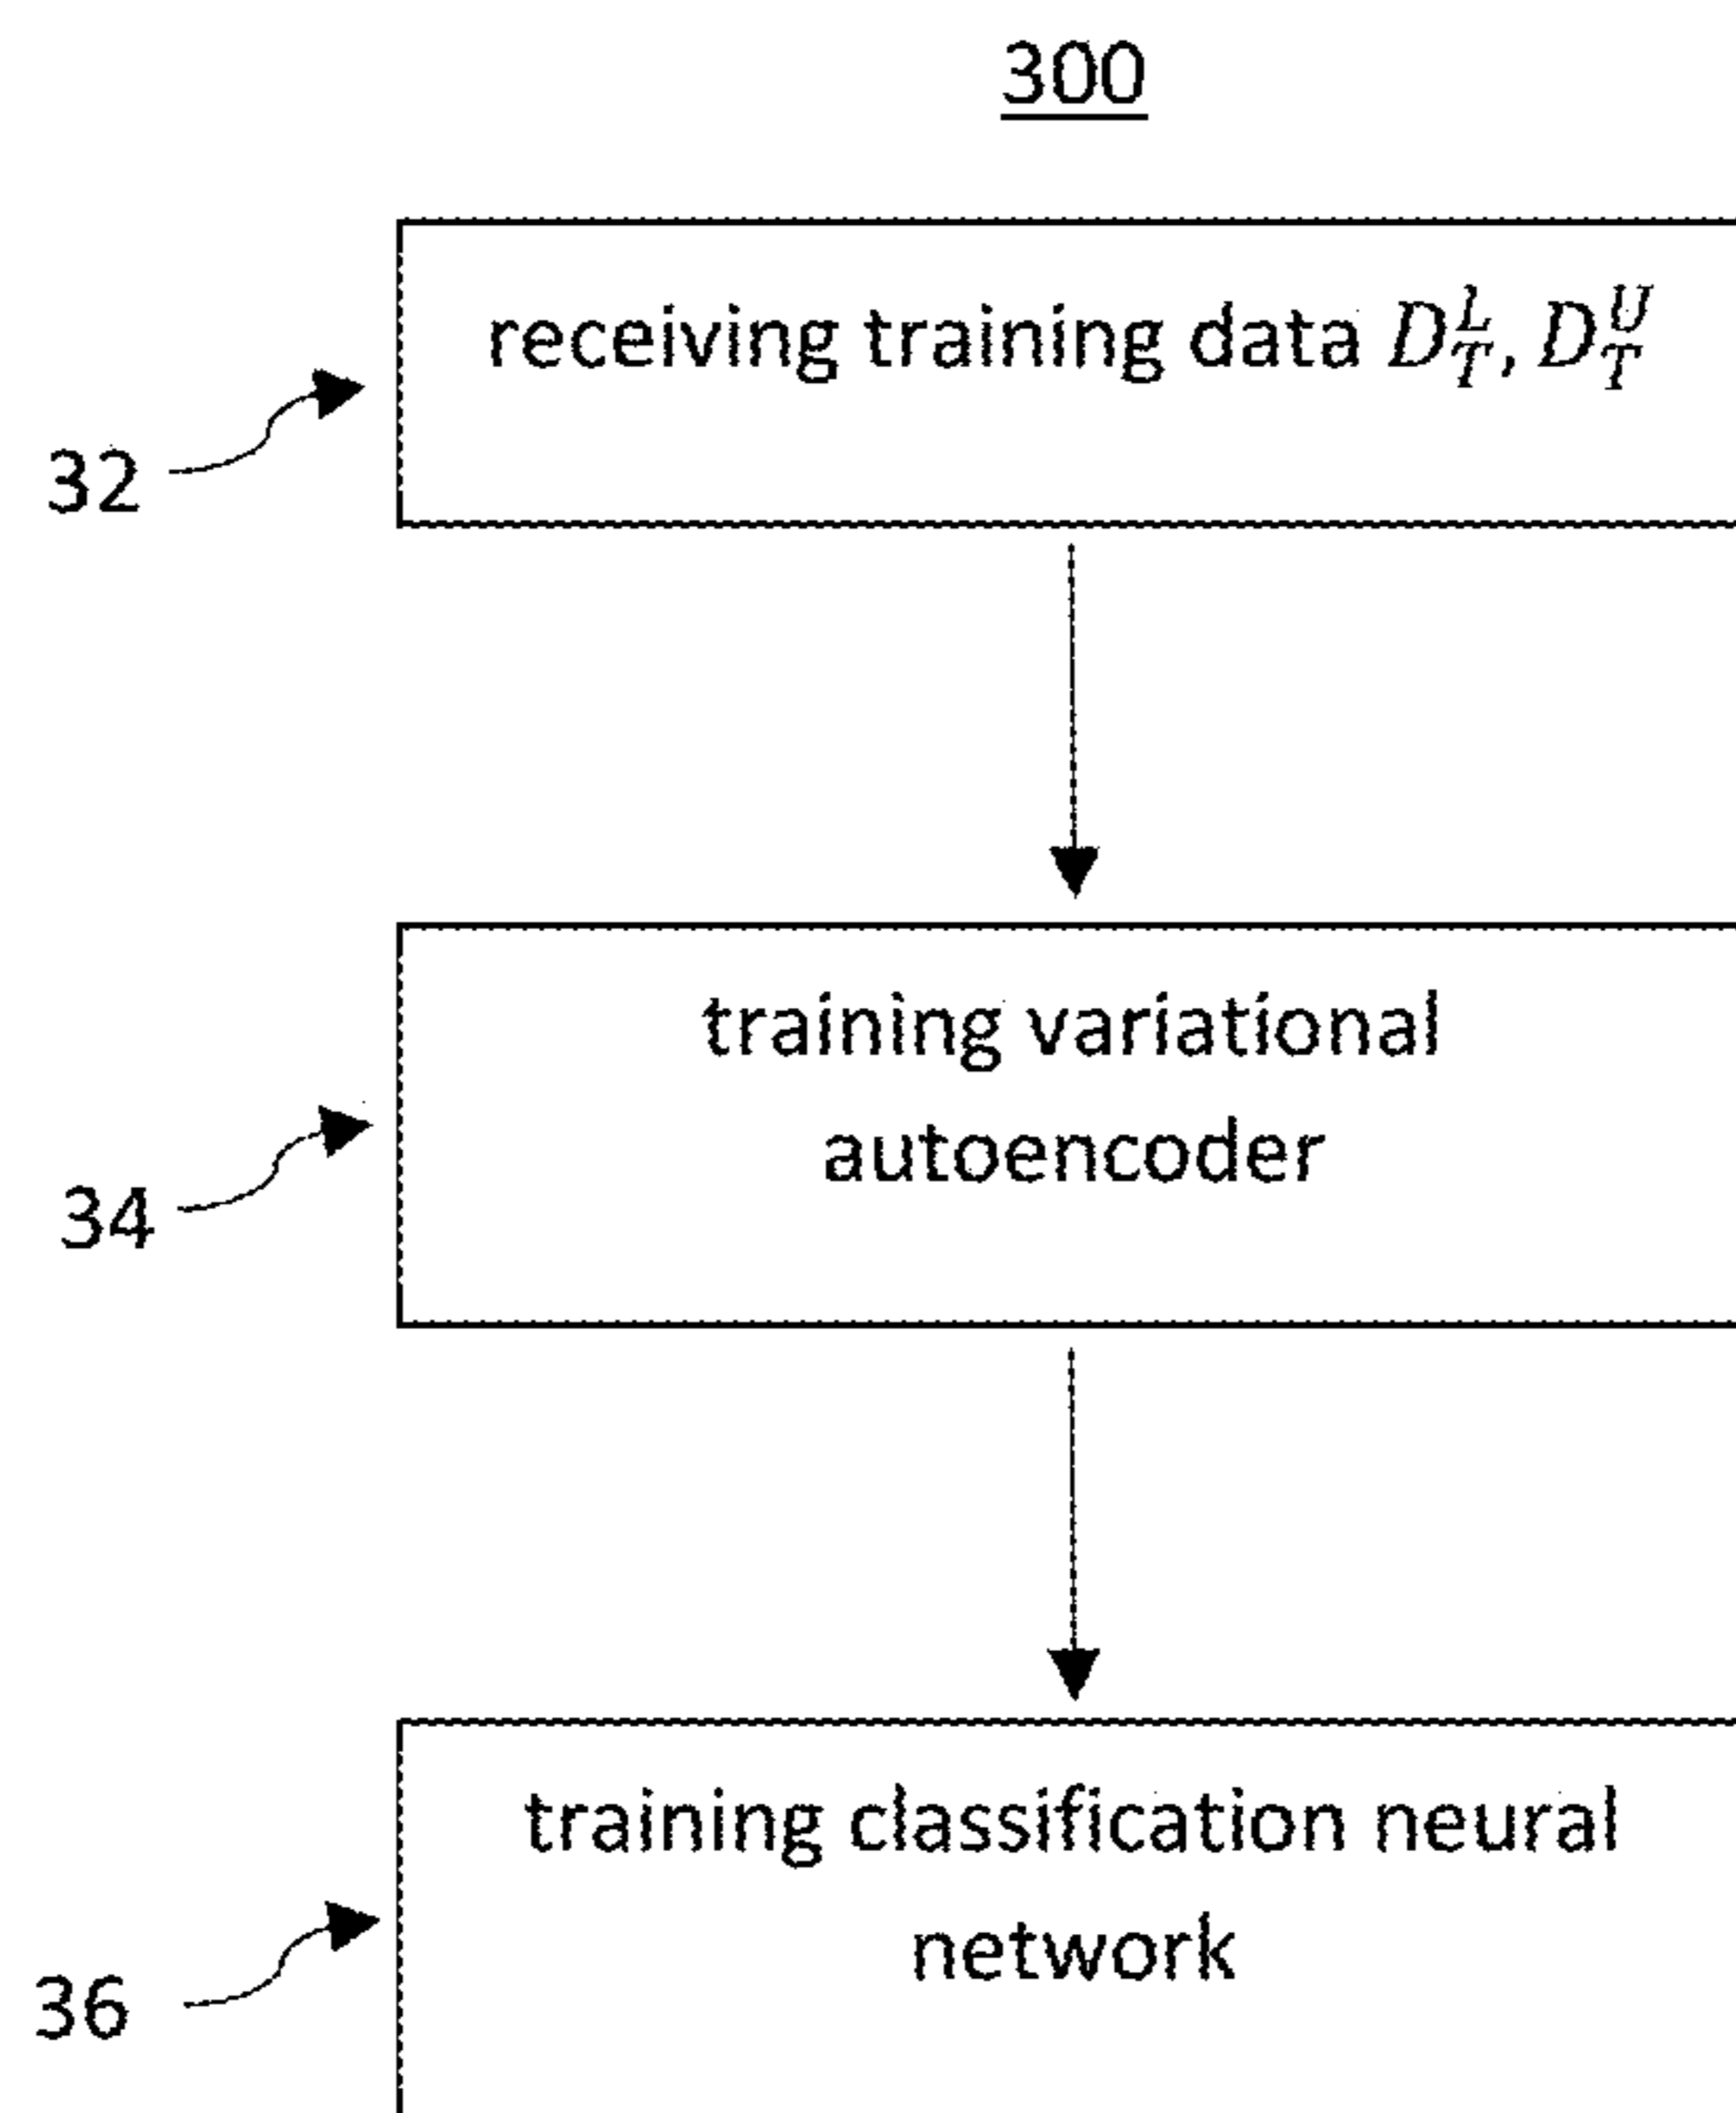 300
receiving training data $D_T^L$, $D_T^U$
32
training variational
autoencoder
34
training classification neural
network
36